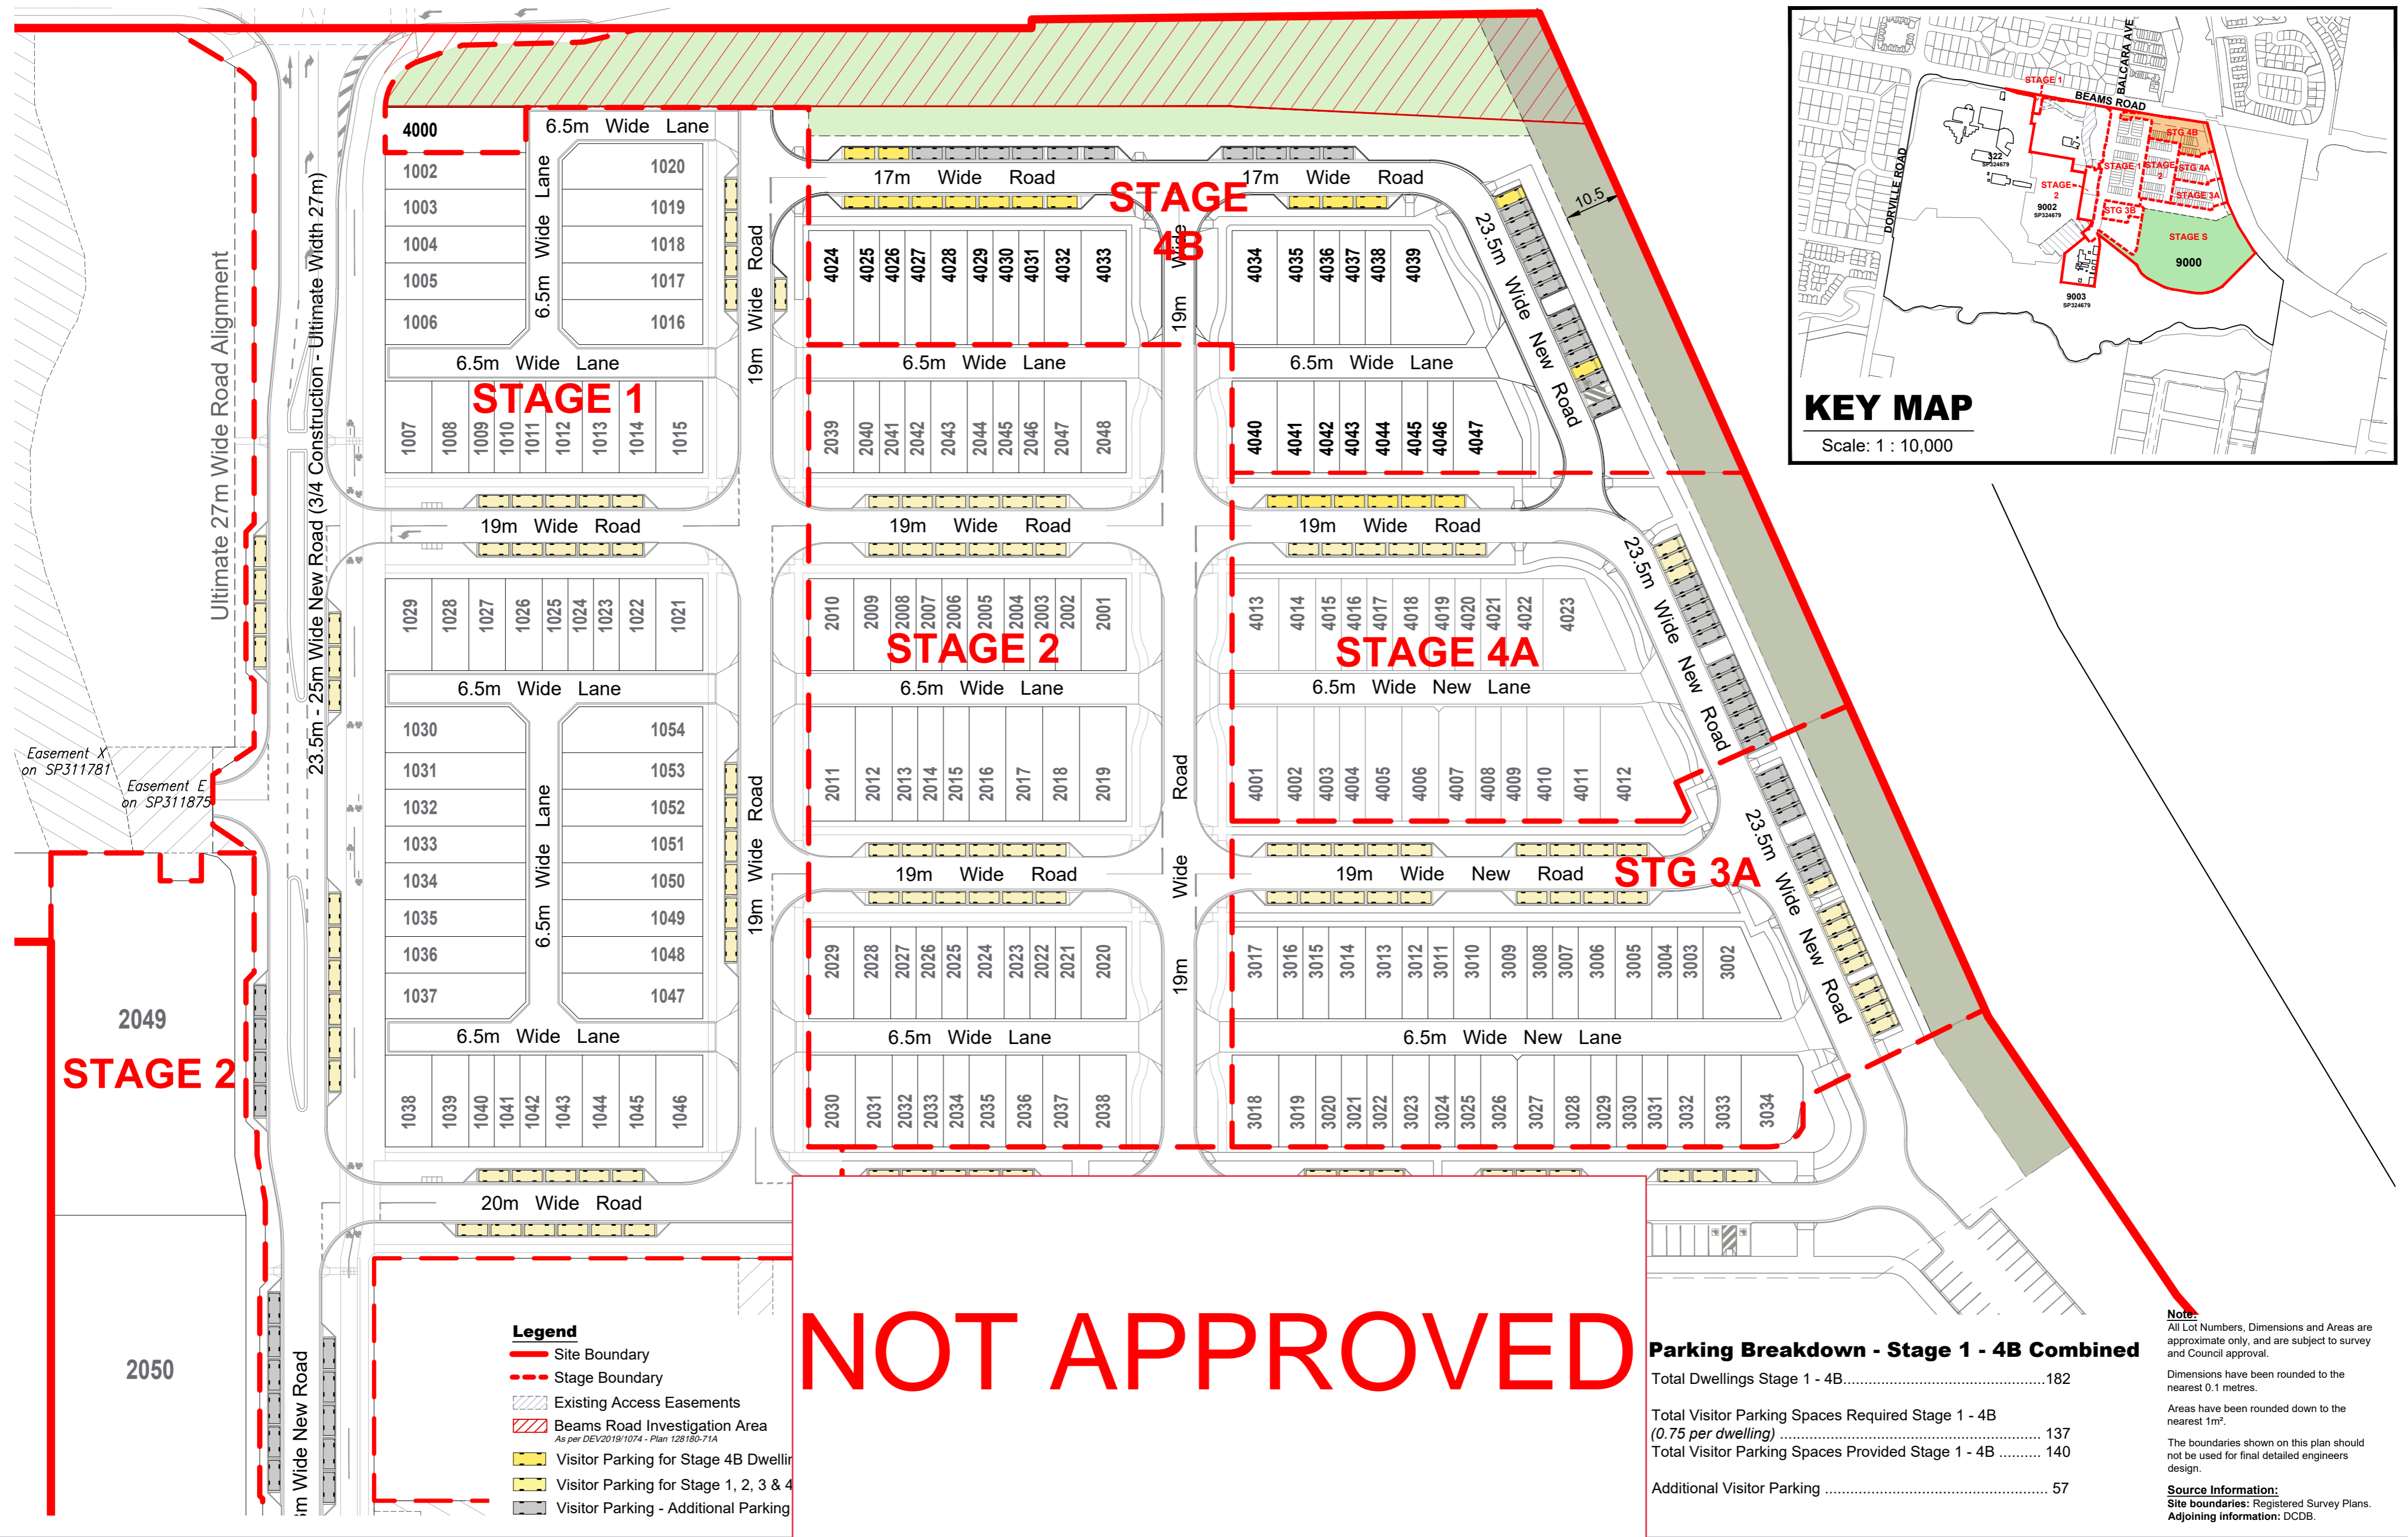 4000
6.5m Wide Lane
1002
1003
1004
1005
1006
6.5m Wide Lane
1020
1019
1018
1017
1016
6.5m Wide Lane
STAGE 1
1007
1008
1009
1010
1011
1012
1013
1014
1015
19m Wide Road
Ultimate 27m Wide Road Alignment
23.5m - 25m Wide New Road (3/4 Construction - Ultimate Width 27m)
19m Wide Road
17m Wide Road
STAGE
4B
17m Wide Road
19m Wide
4024
4025
4026
4027
4028
4029
4030
4031
4032
4033
4034
4035
4036
4037
4038
4039
10.5
23.5m Wide New Road
6.5m Wide Lane
6.5m Wide Lane
2039
2040
2041
2042
2043
2044
2045
2046
2047
2048
4040
4041
4042
4043
4044
4045
4046
4047
19m Wide Road
19m Wide Road
1029
1028
1027
1026
1025
1024
1023
1022
1021
2010
2009
2008
2007
2006
2005
2004
2003
2002
2001
STAGE 2
4013
4014
4015
4016
4017
4018
4019
4020
4021
4022
4023
STAGE 4A
23.5m Wide New Road
6.5m Wide Lane
6.5m Wide Lane
6.5m Wide New Lane
1030
1031
1032
1033
1034
1035
1036
1037
6.5m Wide Lane
1054
1053
1052
1051
1050
1049
1048
1047
19m Wide Road
2011
2012
2013
2014
2015
2016
2017
2018
2019
19m Wide Road
4001
4002
4003
4004
4005
4006
4007
4008
4009
4010
4011
4012
Easement X
on SP311781
Easement E
on SP311875
19m Wide Road
19m Wide New Road
STG 3A
23.5m Wide New Road
2029
2028
2027
2026
2025
2024
2023
2022
2021
2020
3017
3016
3015
3014
3013
3012
3011
3010
3009
3008
3007
3006
3005
3004
3003
3002
2049
STAGE 2
6.5m Wide Lane
6.5m Wide Lane
6.5m Wide New Lane
1038
1039
1040
1041
1042
1043
1044
1045
1046
2030
2031
2032
2033
2034
2035
2036
2037
2038
3018
3019
3020
3021
3022
3023
3024
3025
3026
3027
3028
3029
3030
3031
3032
3033
3034
20m Wide Road
2050
m Wide New Road
NOT APPROVED
Legend
Site Boundary
Stage Boundary
Existing Access Easements
Beams Road Investigation Area
As per DEV2019/1074 - Plan 128180-71A
Visitor Parking for Stage 4B
Visitor Parking for Stage 1, 2, 3 & 4
Visitor Parking - Additional Parking
Parking Breakdown - Stage 1 - 4B Combined
Total Dwellings Stage 1 - 4B................................................182
Total Visitor Parking Spaces Required Stage 1 - 4B
(0.75 per dwelling) .............................................................. 137
Total Visitor Parking Spaces Provided Stage 1 - 4B .......... 140
Additional Visitor Parking ..................................................... 57
Note:
All Lot Numbers, Dimensions and Areas are
approximate only, and are subject to survey
and Council approval.
Dimensions have been rounded to the
nearest 0.1 metres.
Areas have been rounded down to the
nearest 1m².
The boundaries shown on this plan should
not be used for final detailed engineers
design.
Source Information:
Site boundaries: Registered Survey Plans.
Adjoining information: DCDB.
STAGE 1
BALCARA AVE
BEAMS ROAD
DORVILLE ROAD
STG 4B
322
SP324679
STAGE 1
STAGE
2
STG 4A
STAGE
2
STAGE 3A
9002
SP324679
STG 3B
STAGE S
9000
9003
SP324679
KEY MAP
Scale: 1 : 10,000